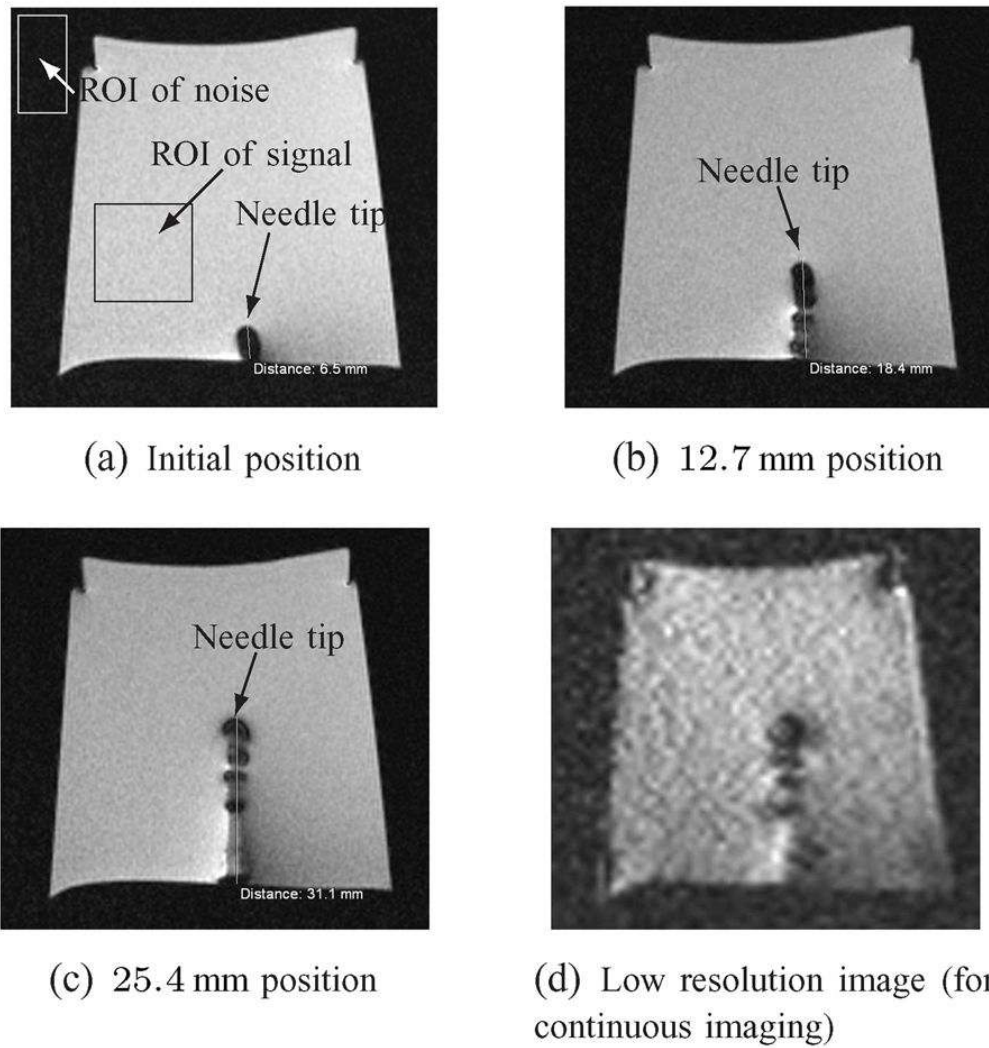 ROI of noise
ROI of signal
Needle tip
Distance: 6.5 mm
(a) Initial position
Needle tip
Distance: 18.4 mm
(b) 12.7 mm position
Needle tip
Distance: 31.1 mm
(c) 25.4 mm position
(d) Low resolution image (for
continuous imaging)